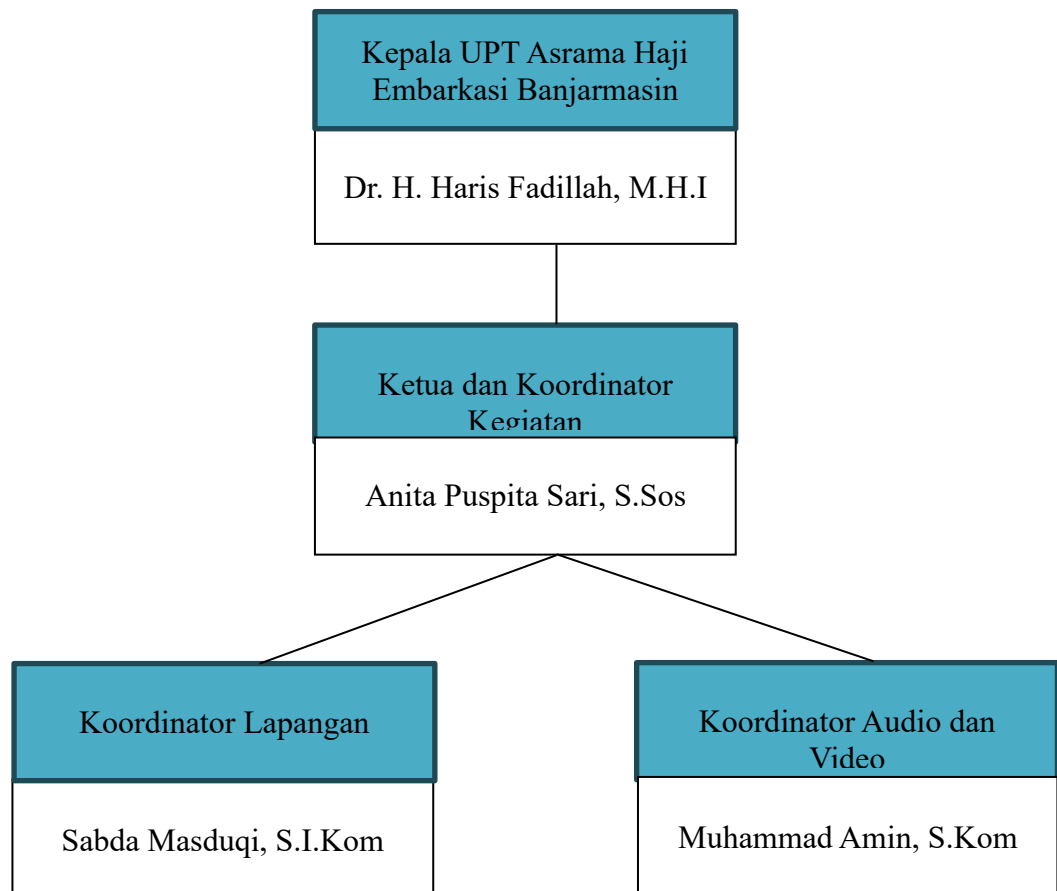 Kepala UPT Asrama Haji
Embarkasi Banjarmasin
Dr. H. Haris Fadillah, M.H.I
Ketua dan Koordinator
Kegiatan
Anita Puspita Sari, S.Sos
Koordinator Lapangan
Sabda Masduqi, S.I.Kom
Koordinator Audio dan
Video
Muhammad Amin, S.Kom